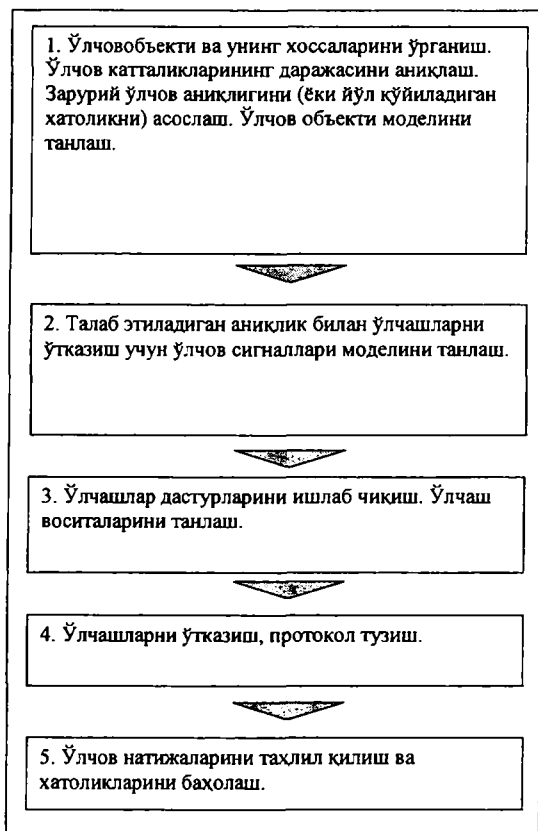 1. Ўлчовобъекти ва унинг хоссаларини ўрганиш.
Ўлчов катталикларининг даражасини аниқлаш.
Зарурий ўлчов аниқлигини (ёки йўл қўйиладиган
хатоликни) асослаш. Ўлчов объекти моделини
танлаш.
2. Талаб этиладиган аниқлик билан ўлчашларни
ўтказиш учун ўлчов сигналлари моделини танлаш.
3. Ўлчашлар дастурларини ишлаб чиқиш. Ўлчаш
воситаларини танлаш.
4. Ўлчашларни ўтказиш, протокол тузиш.
5. Ўлчов натижаларини таҳлил қилиш ва
хатоликларини баҳолаш.